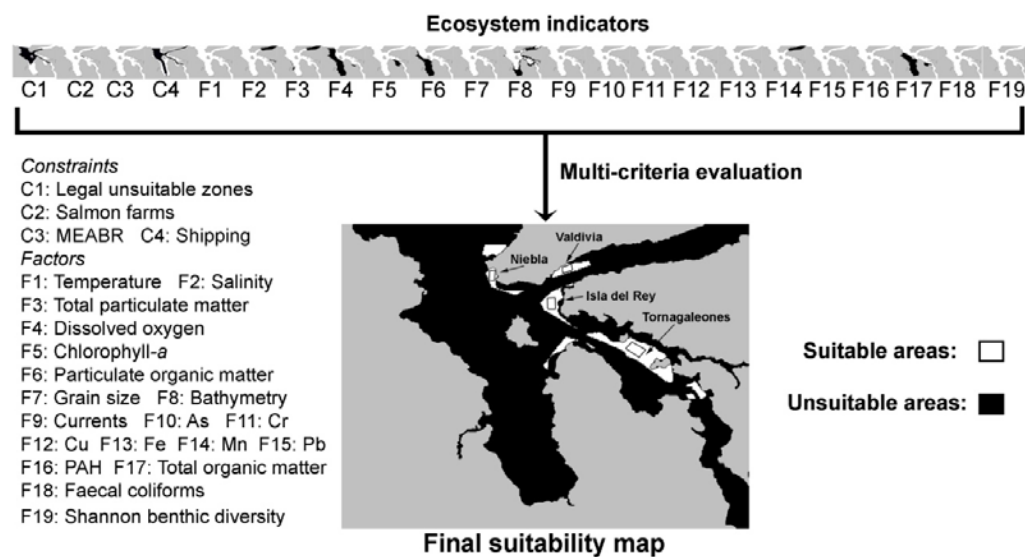 Ecosystem indicators
C1 C2 C3 C4 F1 F2 F3 F4 F5 F6 F7 F8 F9 F10 F11 F12 F13 F14 F15 F16 F17 F18 F19
Multi-criteria evaluation
Constraints
C1: Legal unsuitable zones
C2: Salmon farms
C3: MEABR C4: Shipping
Factors
F1: Temperature F2: Salinity
F3: Total particulate matter
F4: Dissolved oxygen
F5: Chlorophyll-a
F6: Particulate organic matter
F7: Grain size F8: Bathymetry
F9: Currents F10: As F11: Cr
F12: Cu F13: Fe F14: Mn F15: Pb
F16: PAH F17: Total organic matter
F18: Faecal coliforms
F19: Shannon benthic diversity
Valdivia
Niebla
Isla del Rey
Tornagaleones
Suitable areas:
Unsuitable areas:
Final suitability map